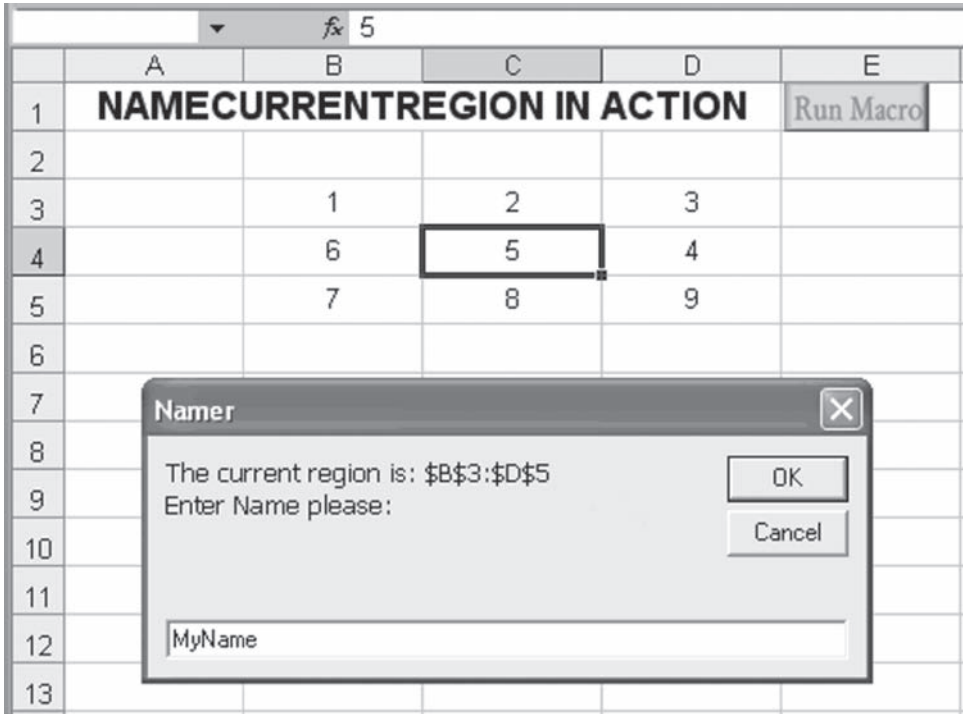 fx 5
A B C D E
1 NAMECURRENTREGION IN ACTION Run Macro
2
3 1 2 3
4 6 5 4
5 7 8 9
6
7 Namer
8 The current region is: $B$3:$D$5 OK
9 Enter Name please:
10 Cancel
11
12 MyName
13